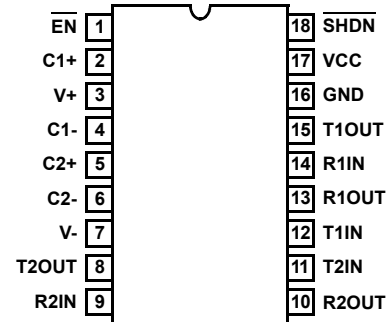 EN 1 18 SHDN
C1+ 2 17 VCC
V+ 3 16 GND
C1- 4 15 T1OUT
C2+ 5 14 R1IN
C2- 6 13 R1OUT
V- 7 12 T1IN
T2OUT 8 11 T2IN
R2IN 9 10 R2OUT